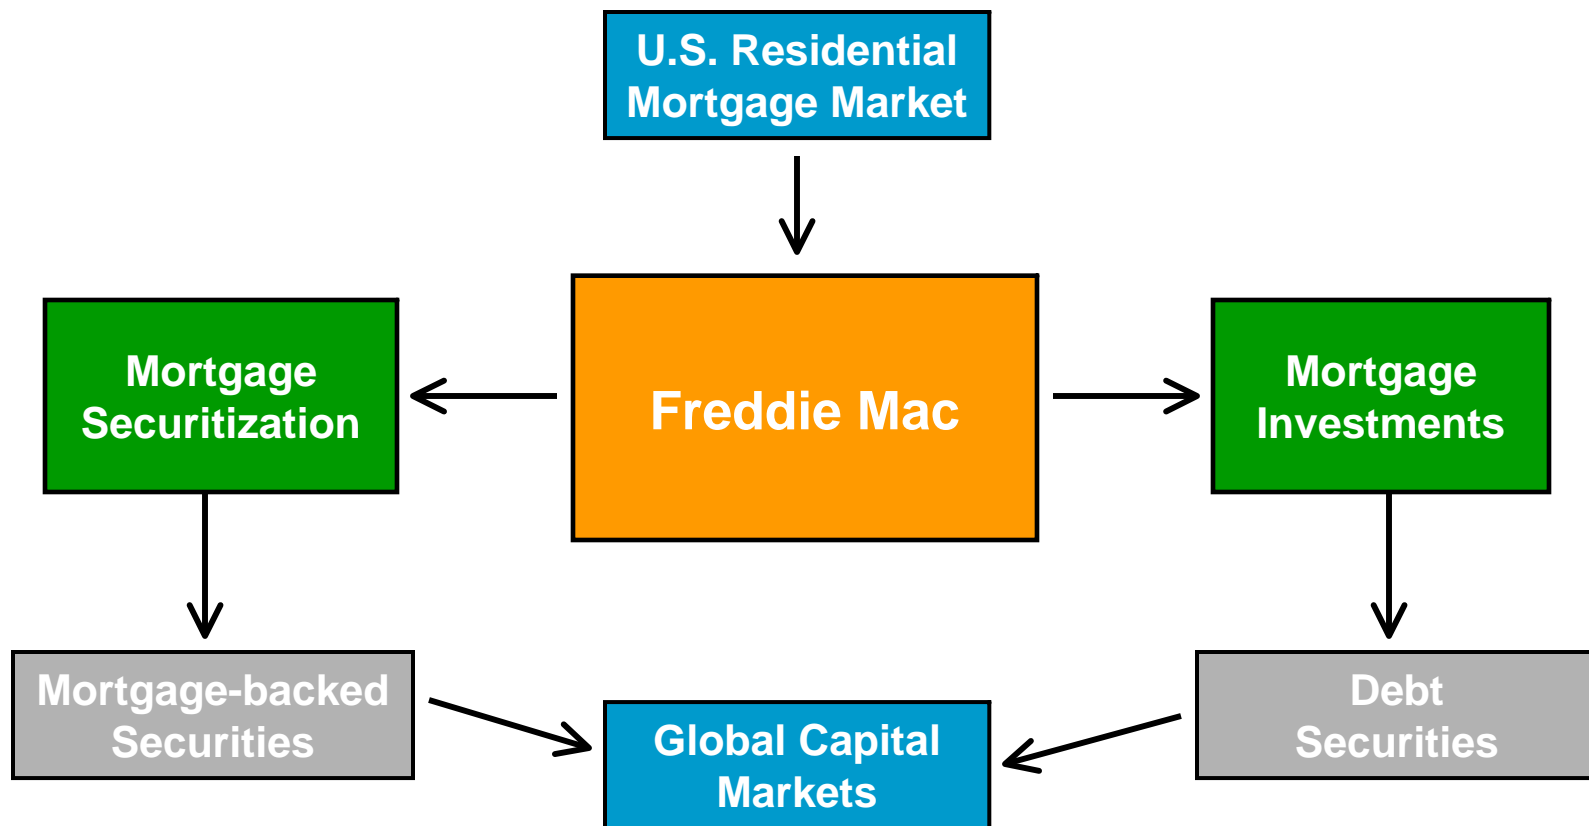 U.S. Residential
Mortgage Market
Mortgage
Securitization
Freddie Mac
Mortgage
Investments
Mortgage-backed
Securities
Global Capital
Markets
Debt
Securities